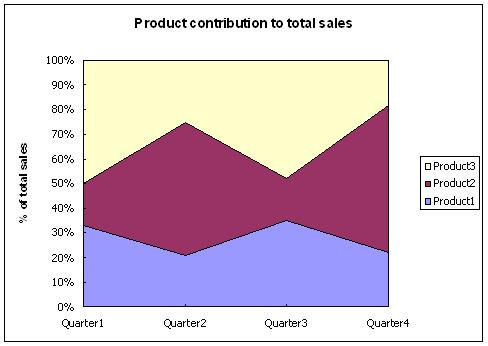 Product contribution to total sales
100%
90%
80%
70%
60%
50%
40%
30%
20%
10%
0%
% of total sales
Quarter1 Quarter2 Quarter3 Quarter4
Product3
Product2
Product1